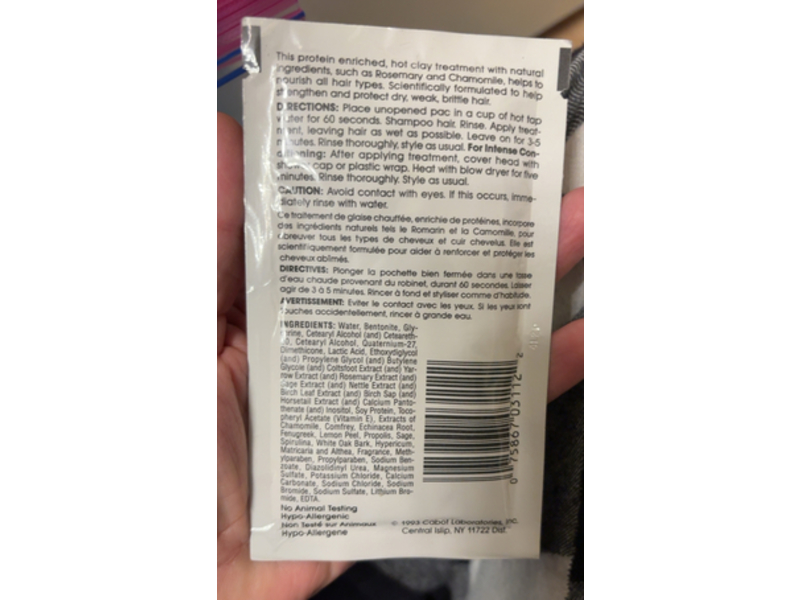 This protein enriched, hot clay treatment with natural
ingredients, such as Rosemary and Chamomile, helps to
nourish all hair types. Scientifically formulated to help
strengthen and protect dry, weak, brittle hair.
DIRECTIONS: Place unopened pac in a cup of hot tap
water for 60 seconds. Shampoo hair. Rinse. Apply treat-
ment, leaving hair as wet as possible. Leave on for 3-5
minutes. Rinse thoroughly, style as usual. For Intense Con-
ditioning: After applying treatment, cover head with
shower cap or plastic wrap. Heat with blow dryer for five
minutes. Rinse thoroughly. Style as usual.
CAUTION: Avoid contact with eyes. If this occurs, imme-
diately rinse with water.
Ce traitement de glaise chauffée, enrichie de protéines, incorpore
des ingrédients naturels tels le Romarin et la Camomille, pour
abreuver tous les types de cheveux et cuir chevelus. Elle est
scientifiquement formulée pour aider à renforcer et protéger les
cheveux abîmés.
DIRECTIVES: Plonger la pochette bien fermée dans une tasse
d'eau chaude provenant du robinet, durant 60 secondes. Laisser
agir de 3 à 5 minutes. Rincer à fond et styliser comme d'habitude.
AVERTISSEMENT: Eviter le contact avec les yeux. Si les yeux sont
touches accidentellement, rincer à grande eau.
INGREDIENTS: Water, Bentonite, Gly-
cerine, Cetearyl Alcohol (and) Ceteareth-
20, Cetearyl Alcohol, Quaternium-27,
Dimethicone, Lactic Acid, Ethoxydiglycol
(and) Propylene Glycol (and) Butylene
Glycole (and) Coltsfoot Extract (and) Yar-
row Extract (and) Rosemary Extract (and)
Sage Extract (and) Nettle Extract (and)
Birch Leaf Extract (and) Birch Sap (and)
Horsetail Extract (and) Calcium Panto-
thenate (and) Inositol, Soy Protein, Toco-
pheryl Acetate (Vitamin E), Extracts of
Chamomile, Comfrey, Echinacea Root,
Fenugreek, Lemon Peel, Propolis, Sage,
Spirulina, White Oak Bark, Hypericum,
Matricaria and Althea, Fragrance, Meth-
ylparaben, Propylparaben, Sodium Ben-
zoate, Diazolidinyl Urea, Magnesium
Sulfate, Potassium Chloride, Calcium
Carbonate, Sodium Chloride, Sodium
Bromide, Sodium Sulfate, Lithium Bro-
mide, EDTA.
No Animal Testing
Hypo-Allergenic
Non Testé sur Animaux
Hypo-Allergene
© 1993 Cabot Laboratories, Inc.
Central Islip, NY 11722 Dist.
0 75867 03112 2